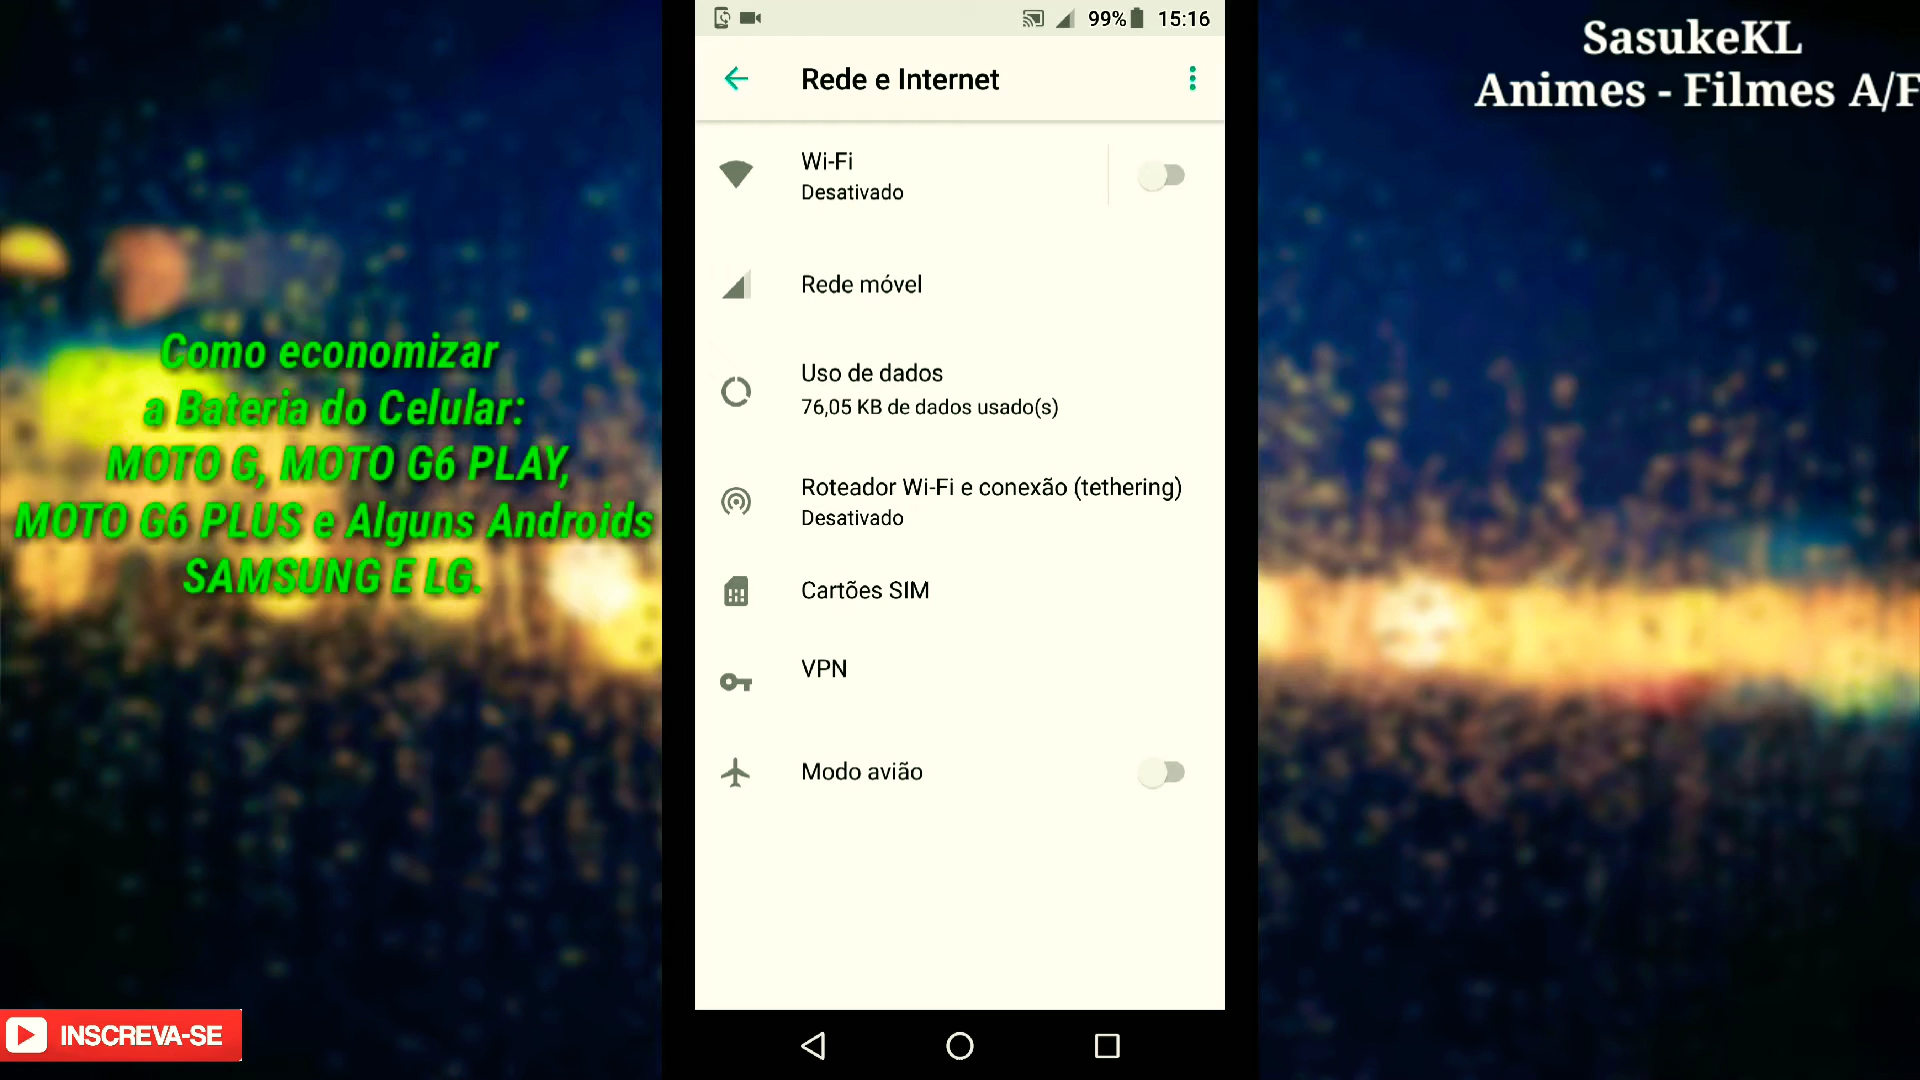 99% 15:16
Rede e Internet
Wi-Fi
Desativado
Rede móvel
Uso de dados
76,05 KB de dados usado(s)
Roteador Wi-Fi e conexão (tethering)
Desativado
Cartões SIM
VPN
Modo avião
Como economizar
a Bateria do Celular:
MOTO G, MOTO G6 PLAY,
MOTO G6 PLUS e Alguns Androids
SAMSUNG E LG.
INSCREVA-SE
SasukeKL
Animes - Filmes A/F